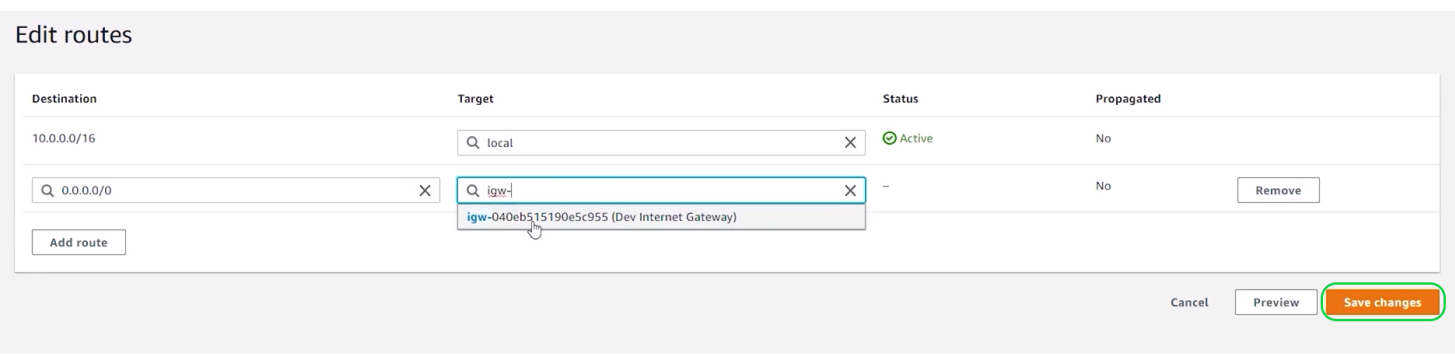 Edit routes
Destination Target Status Propagated
10.0.0.0/16 local Active No
0.0.0.0/0 igw- – No Remove
igw-040eb515190e5c955 (Dev Internet Gateway)
Add route
Cancel Preview Save changes